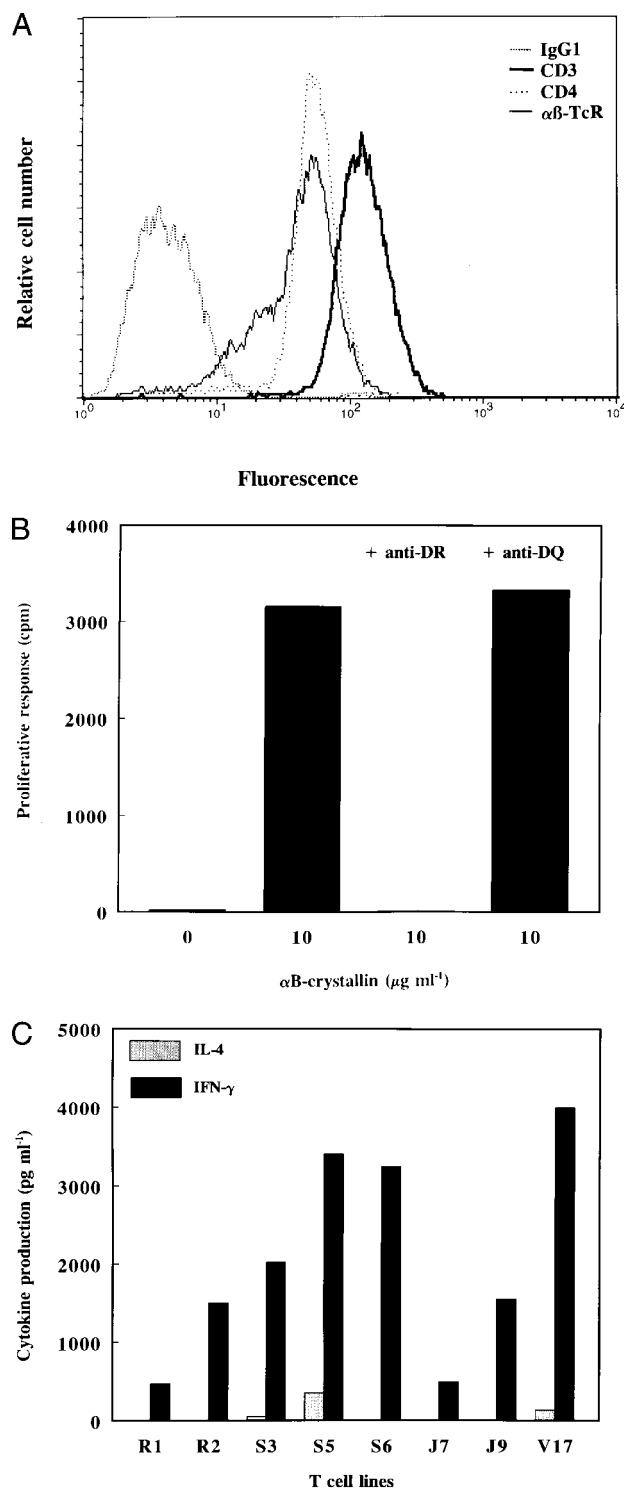 A
IgG1
CD3
CD4
αß-TcR
Relative cell number
10⁰ 10¹ 10² 10³ 10⁴
Fluorescence
B
4000
+ anti-DR + anti-DQ
3000
2000
1000
0
Proliferative response (cpm)
0 10 10 10
αB-crystallin (µg ml⁻¹)
C
5000
IL-4
IFN-γ
4000
3000
2000
1000
0
Cytokine production (pg ml⁻¹)
R1 R2 S3 S5 S6 J7 J9 V17
T cell lines